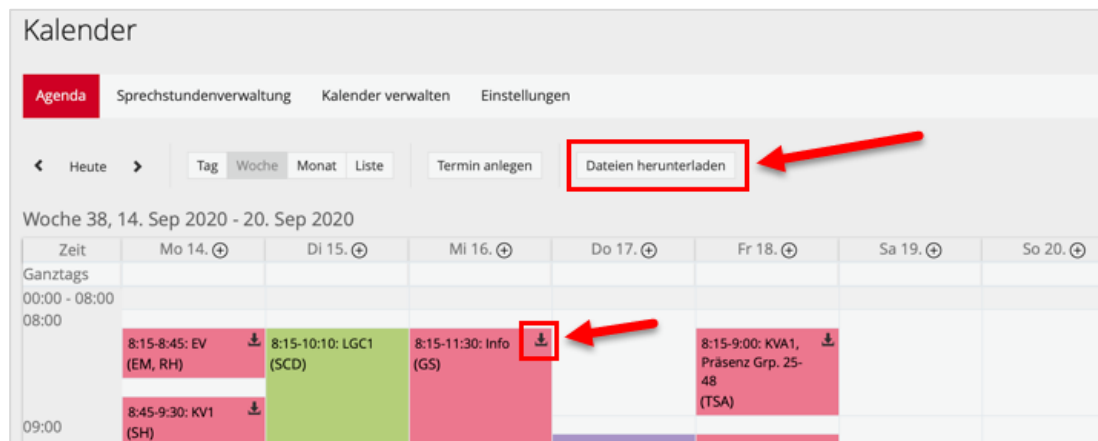 Kalender
Agenda Sprechstundenverwaltung Kalender verwalten Einstellungen
Heute Tag Woche Monat Liste Termin anlegen Dateien herunterladen
Woche 38, 14. Sep 2020 - 20. Sep 2020
Zeit Mo 14. Di 15. Mi 16. Do 17. Fr 18. Sa 19. So 20.
Ganztags
00:00 - 08:00
08:00
8:15-8:45: EV
(EM, RH)
8:45-9:30: KV1
(SH)
8:15-10:10: LGC1
(SCD)
8:15-11:30: Info
(GS)
8:15-9:00: KVA1,
Präsenz Grp. 25-
48
(TSA)
09:00